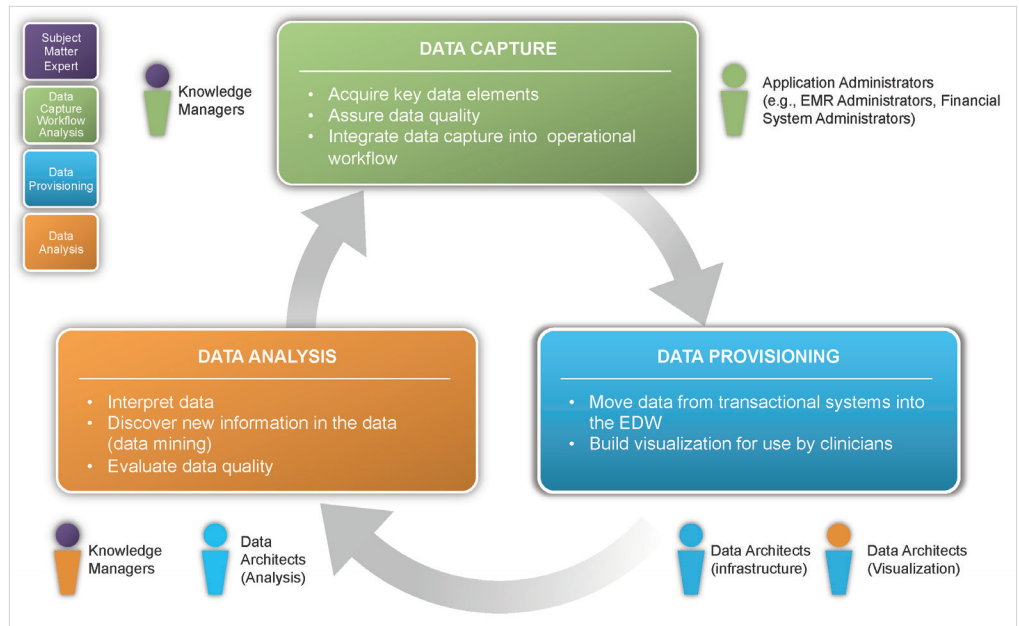 Subject
Matter
Expert
Data
Capture
Workflow
Analysis
Data
Provisioning
Data
Analysis
Knowledge
Managers
DATA CAPTURE
• Acquire key data elements
• Assure data quality
• Integrate data capture into operational
workflow
Application Administrators
(e.g., EMR Administrators, Financial
System Administrators)
DATA ANALYSIS
• Interpret data
• Discover new information in the data
(data mining)
• Evaluate data quality
DATA PROVISIONING
• Move data from transactional systems into
the EDW
• Build visualization for use by clinicians
Knowledge
Managers
Data
Architects
(Analysis)
Data Architects
(infrastructure)
Data Architects
(Visualization)